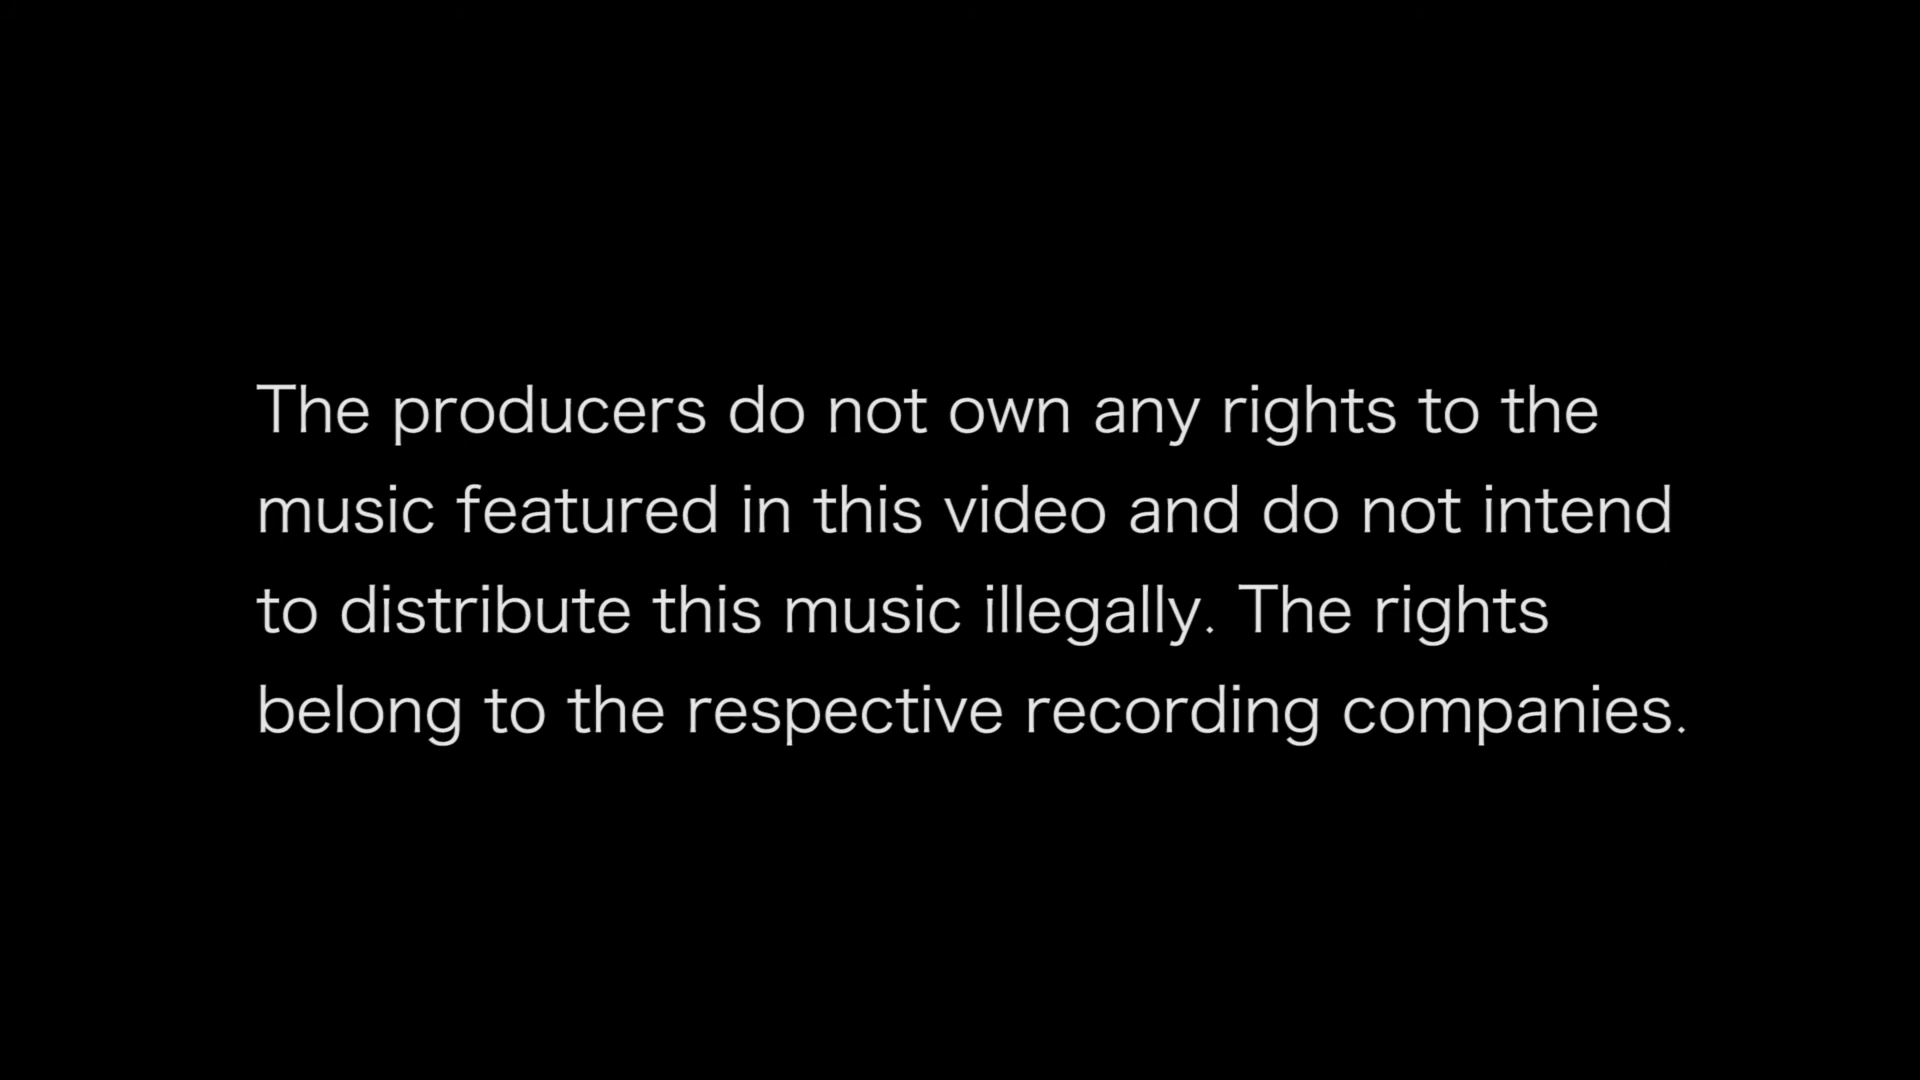 The producers do not own any rights to the
music featured in this video and do not intend
to distribute this music illegally. The rights
belong to the respective recording companies.